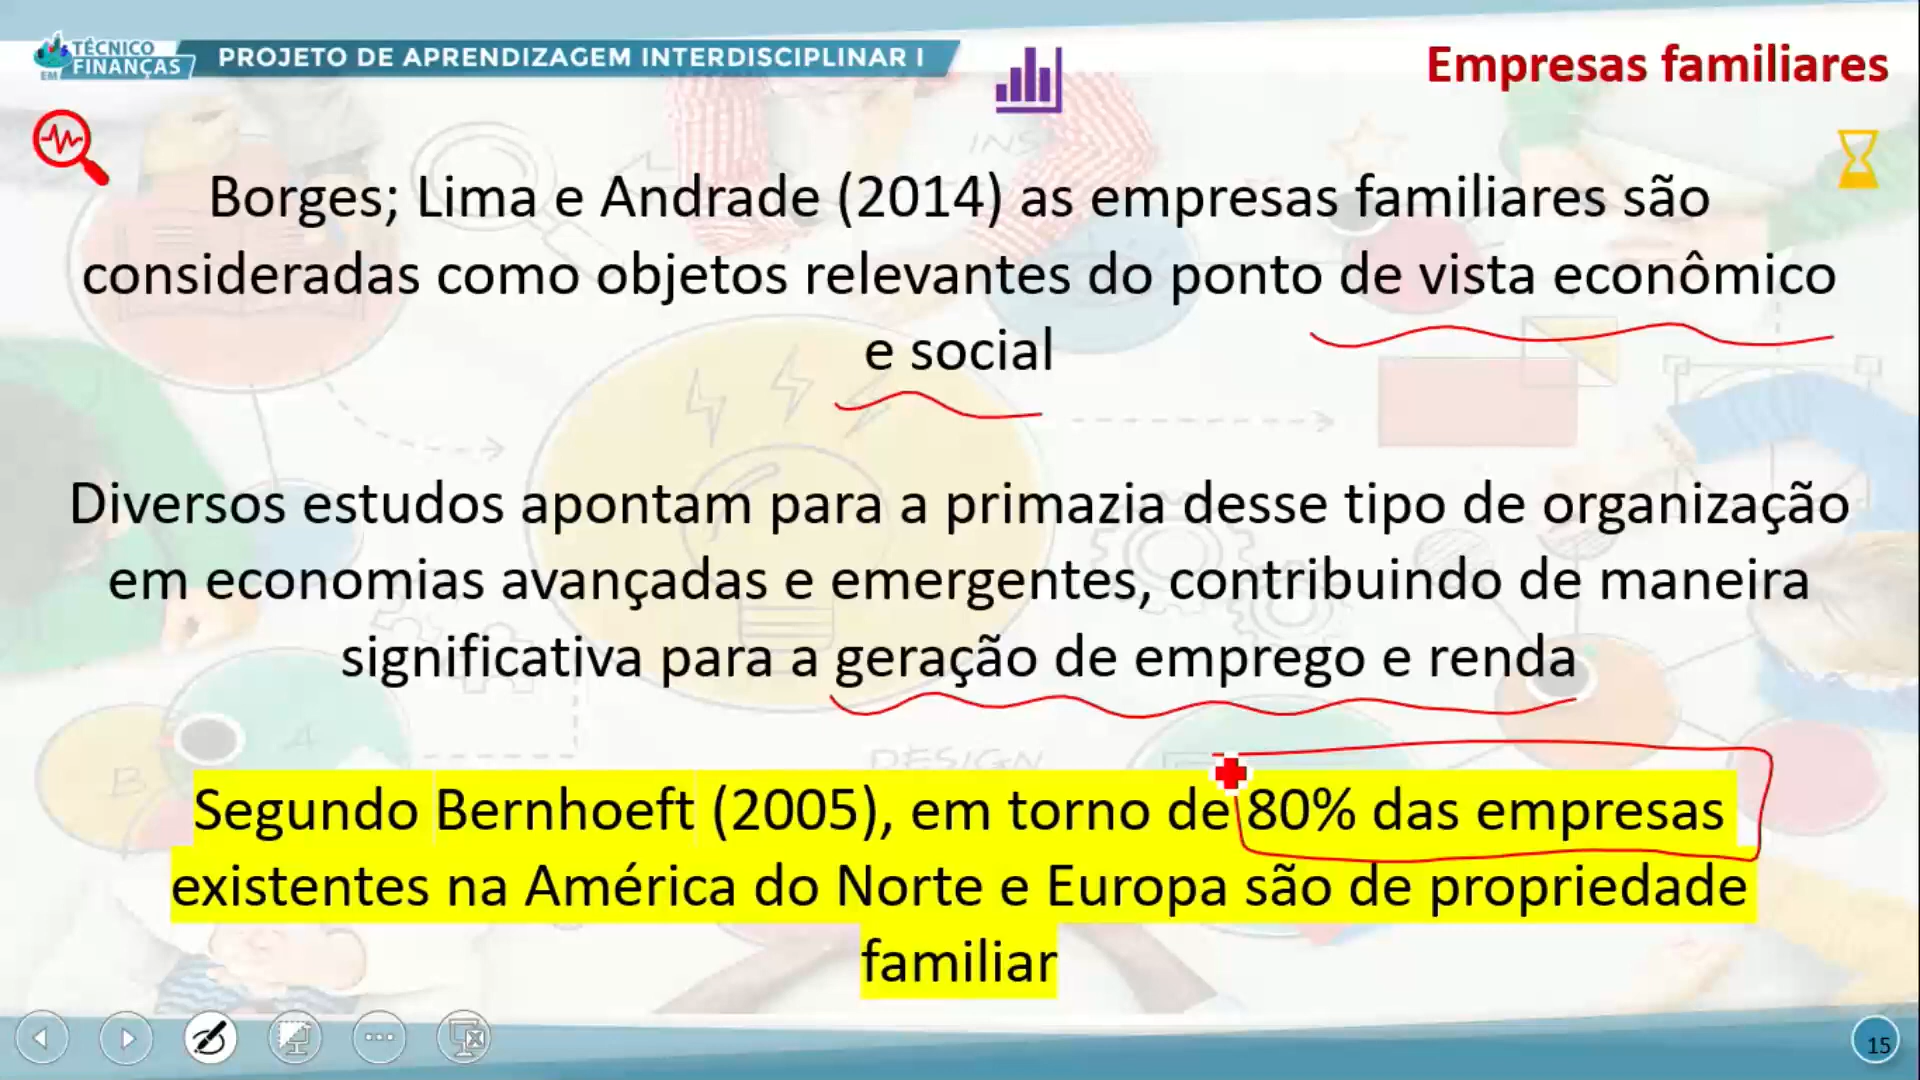 TÉCNICO
EM FINANÇAS
PROJETO DE APRENDIZAGEM INTERDISCIPLINAR I
Empresas familiares
INS
Borges; Lima e Andrade (2014) as empresas familiares são
consideradas como objetos relevantes do ponto de vista econômico
e social
Diversos estudos apontam para a primazia desse tipo de organização
em economias avançadas e emergentes, contribuindo de maneira
significativa para a geração de emprego e renda
A
B
DESIGN
Segundo Bernhoeft (2005), em torno de 80% das empresas
existentes na América do Norte e Europa são de propriedade
familiar
15